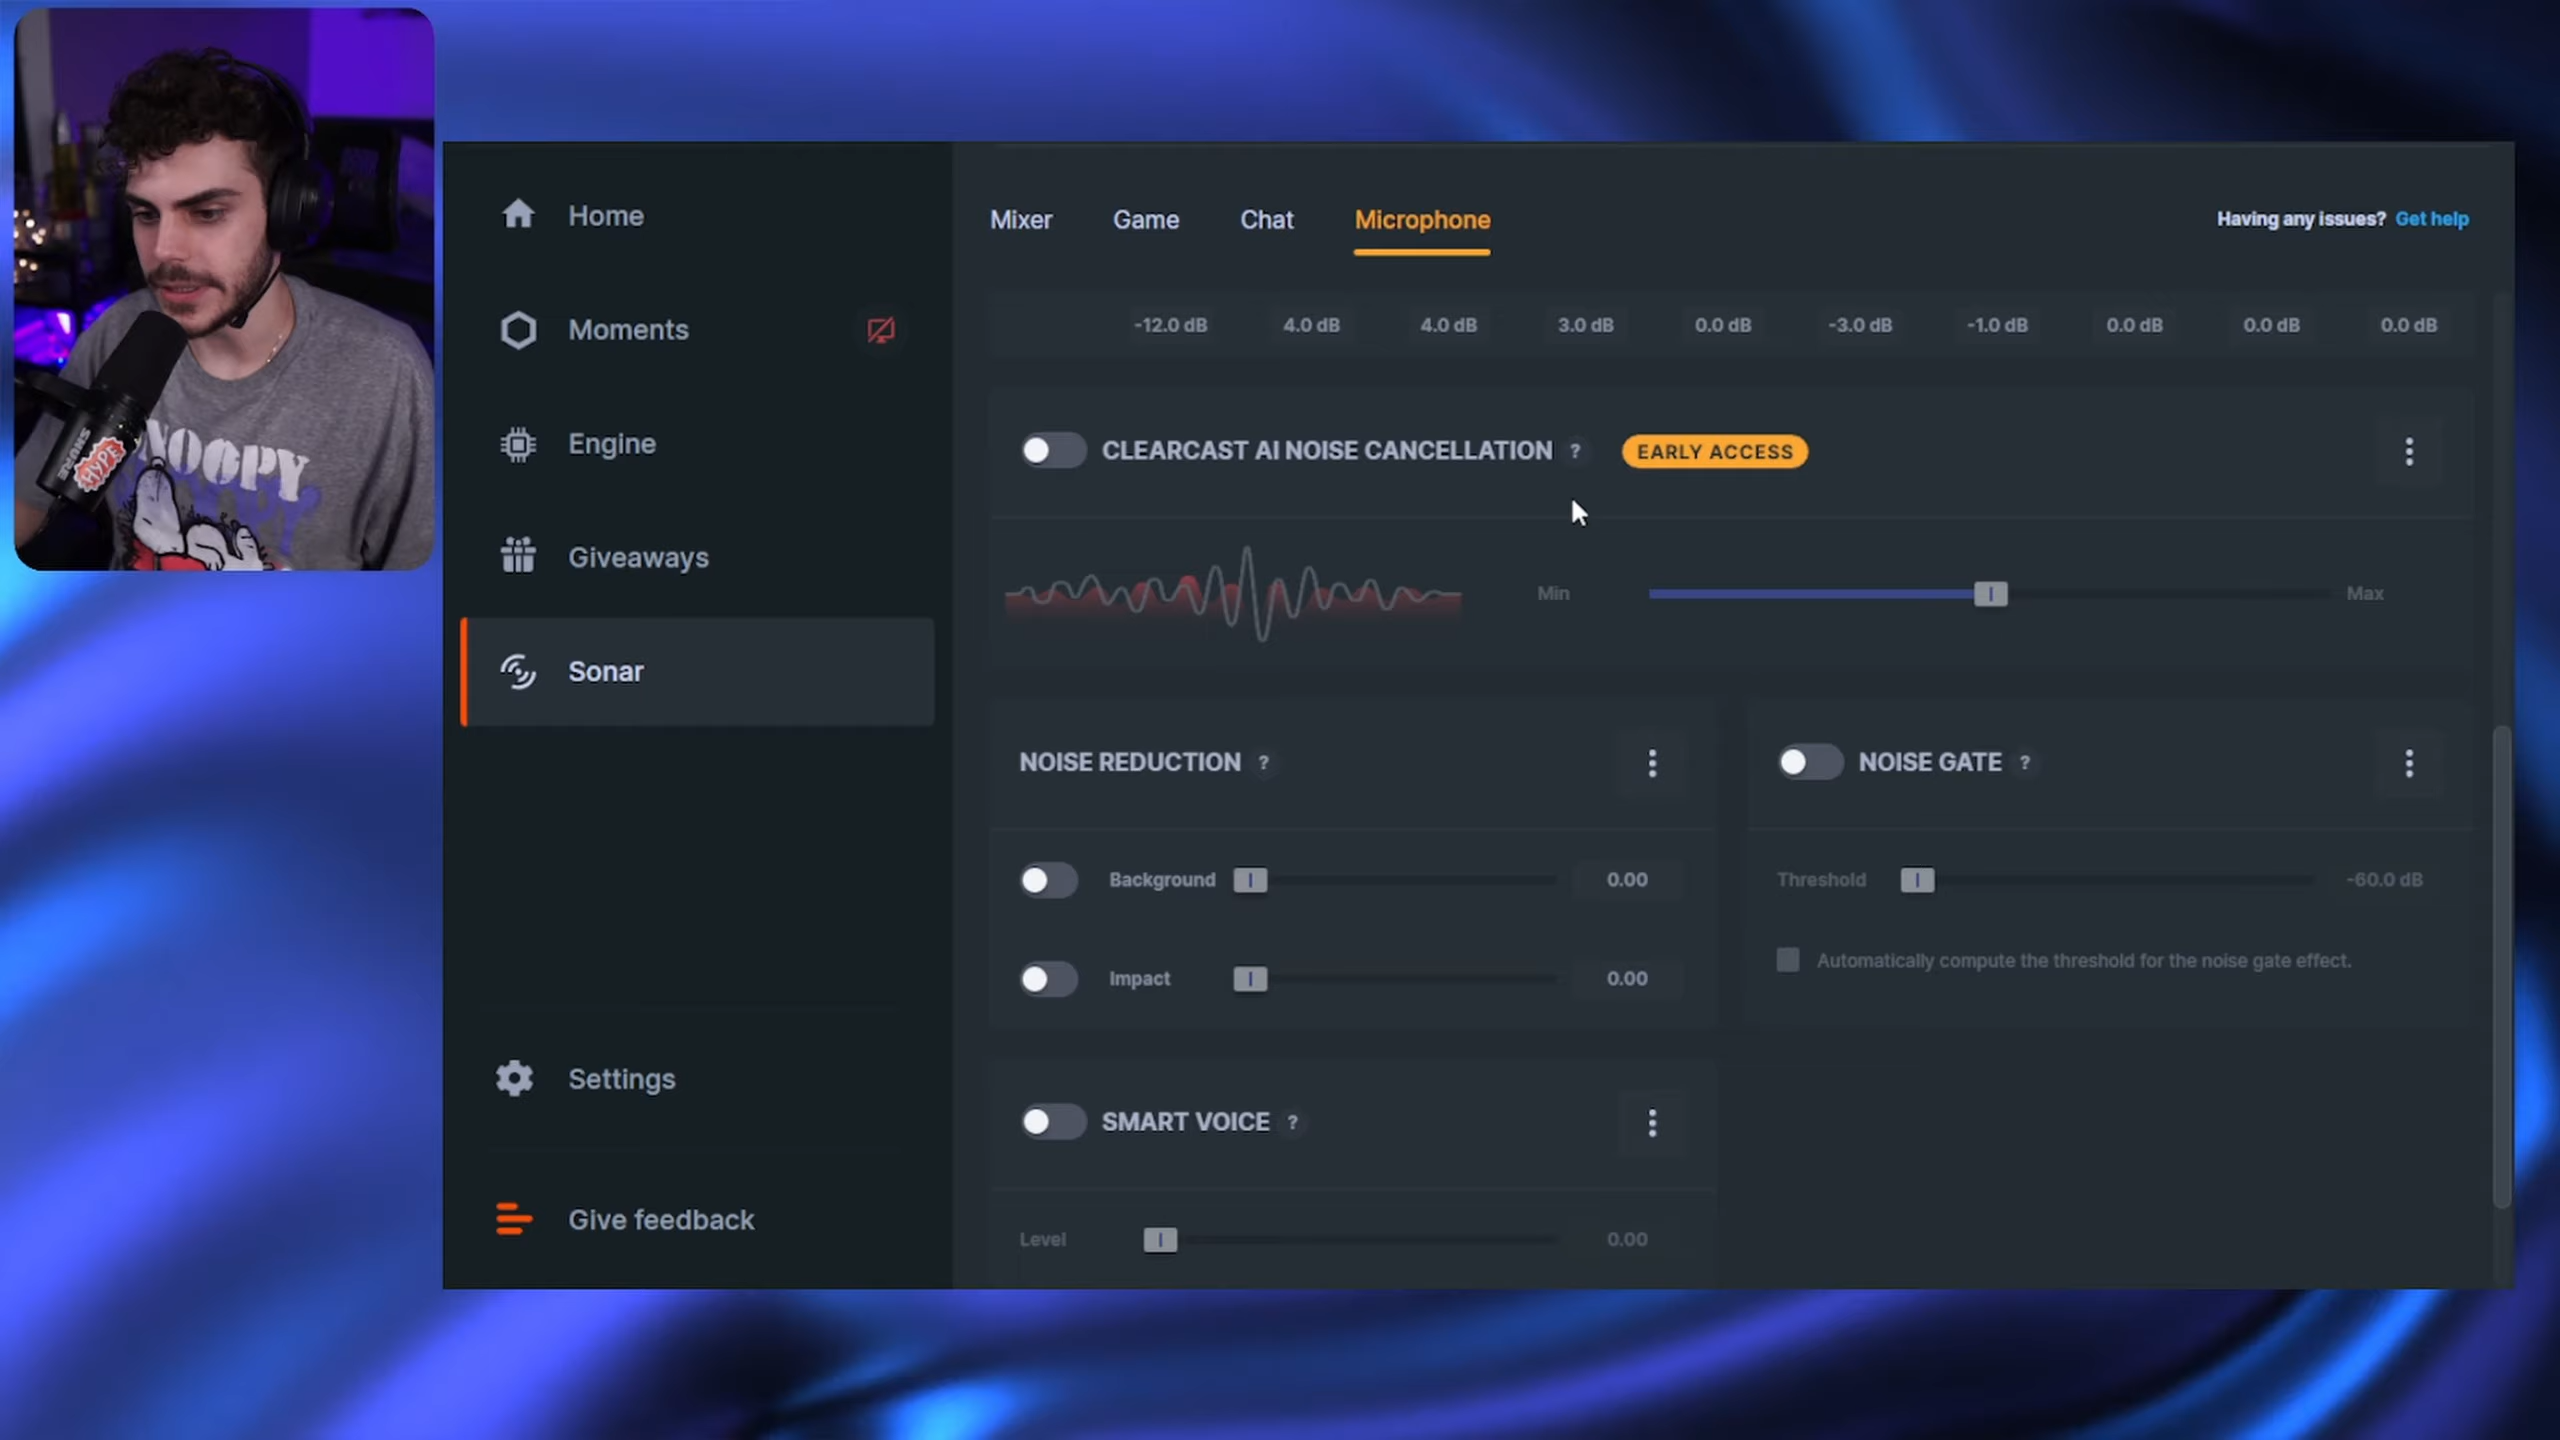 Home
Moments
Engine
Giveaways
Sonar
Settings
Give feedback
Mixer Game Chat Microphone
Having any issues? Get help
-12.0 dB 4.0 dB 4.0 dB 3.0 dB 0.0 dB -3.0 dB -1.0 dB 0.0 dB 0.0 dB 0.0 dB
CLEARCAST AI NOISE CANCELLATION ? EARLY ACCESS
Min Max
NOISE REDUCTION ?
Background 0.00
Impact 0.00
NOISE GATE ?
Threshold -60.0 dB
Automatically compute the threshold for the noise gate effect.
SMART VOICE ?
Level 0.00
SHURE
HYPE
SNOOPY